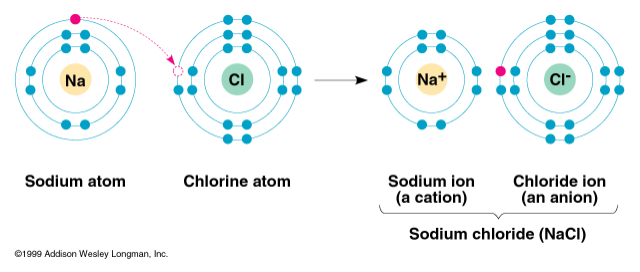 Na
Cl
Na+
Cl-
Sodium atom
Chlorine atom
Sodium ion
(a cation)
Chloride ion
(an anion)
Sodium chloride (NaCl)
©1999 Addison Wesley Longman, Inc.